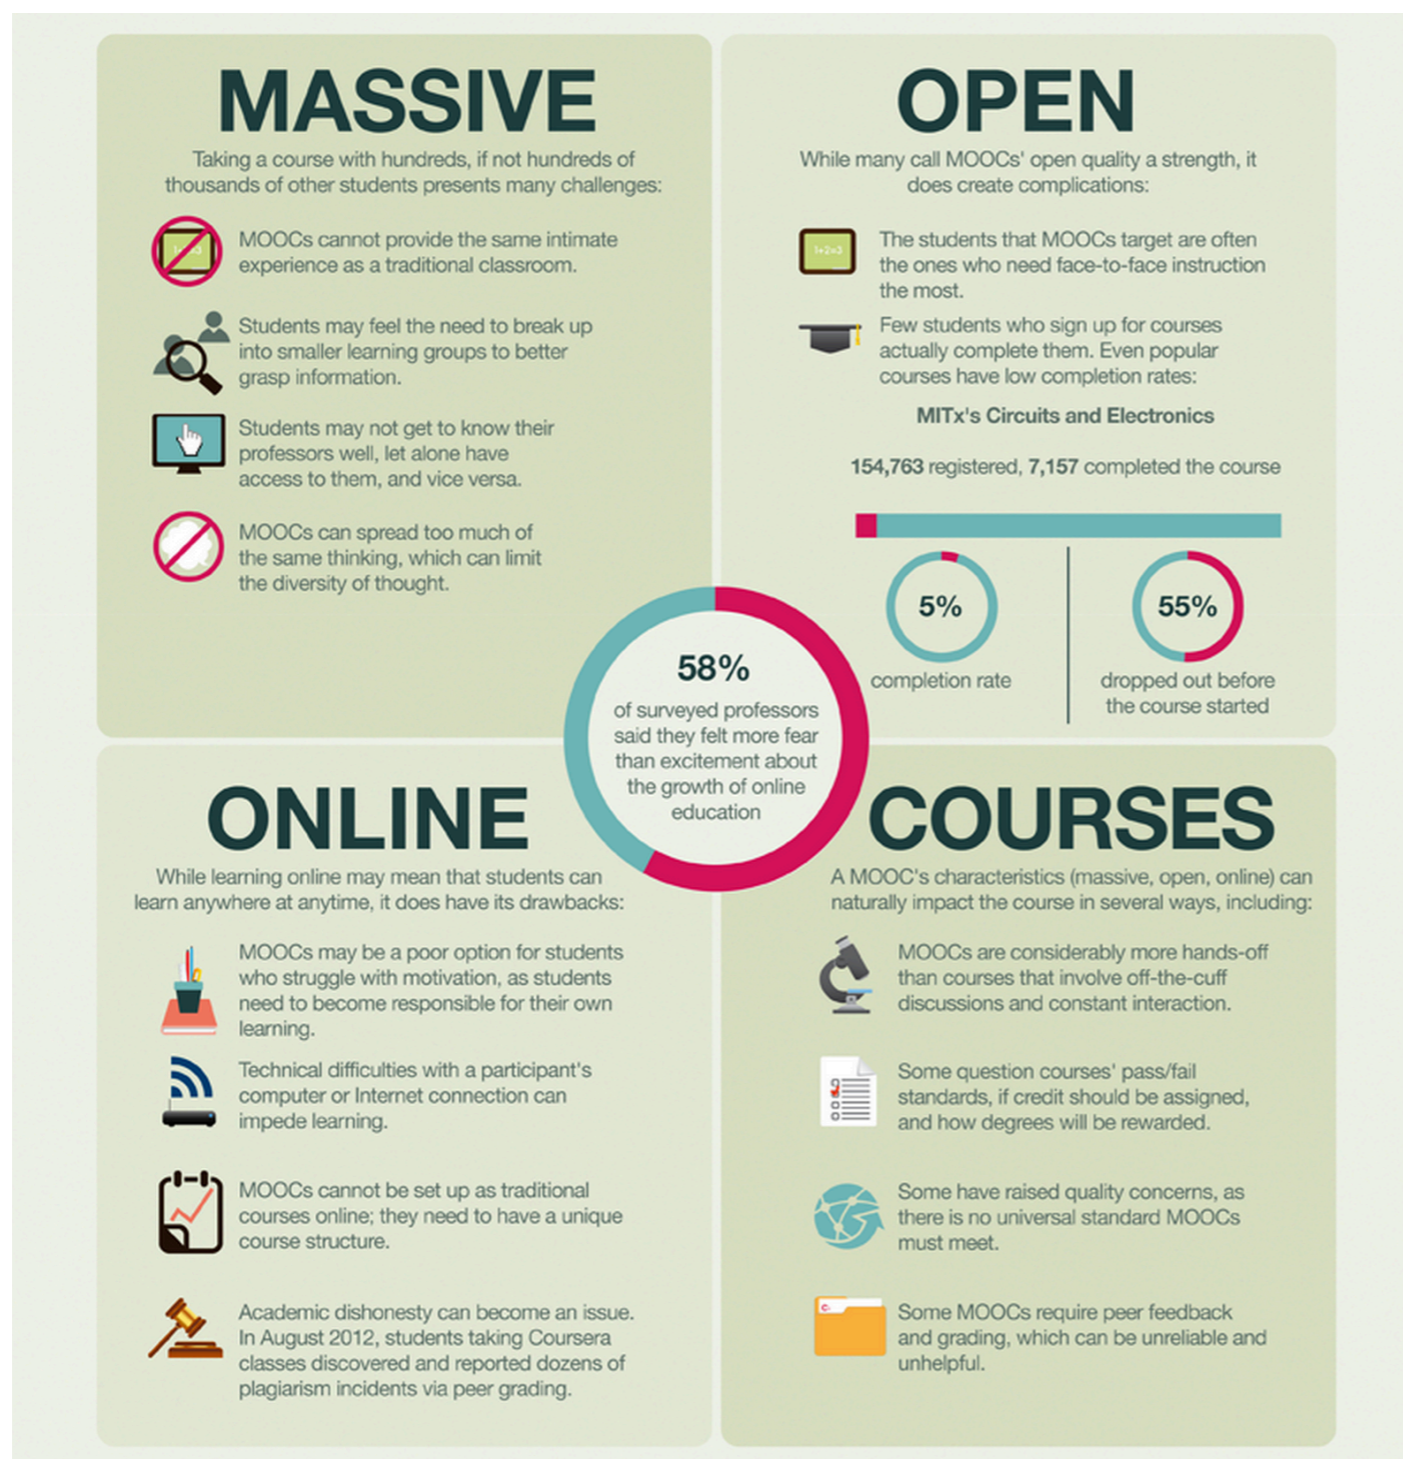 MASSIVE
Taking a course with hundreds, if not hundreds of
thousands of other students presents many challenges:
1+2=3
MOOCs cannot provide the same intimate
experience as a traditional classroom.
Students may feel the need to break up
into smaller learning groups to better
grasp information.
Students may not get to know their
professors well, let alone have
access to them, and vice versa.
MOOCs can spread too much of
the same thinking, which can limit
the diversity of thought.
OPEN
While many call MOOCs' open quality a strength, it
does create complications:
1+2=3
The students that MOOCs target are often
the ones who need face-to-face instruction
the most.
Few students who sign up for courses
actually complete them. Even popular
courses have low completion rates:
MITx's Circuits and Electronics
154,763 registered, 7,157 completed the course
5%
completion rate
55%
dropped out before
the course started
58%
of surveyed professors
said they felt more fear
than excitement about
the growth of online
education
ONLINE
While learning online may mean that students can
learn anywhere at anytime, it does have its drawbacks:
MOOCs may be a poor option for students
who struggle with motivation, as students
need to become responsible for their own
learning.
Technical difficulties with a participant's
computer or Internet connection can
impede learning.
MOOCs cannot be set up as traditional
courses online; they need to have a unique
course structure.
Academic dishonesty can become an issue.
In August 2012, students taking Coursera
classes discovered and reported dozens of
plagiarism incidents via peer grading.
COURSES
A MOOC's characteristics (massive, open, online) can
naturally impact the course in several ways, including:
MOOCs are considerably more hands-off
than courses that involve off-the-cuff
discussions and constant interaction.
Some question courses' pass/fail
standards, if credit should be assigned,
and how degrees will be rewarded.
Some have raised quality concerns, as
there is no universal standard MOOCs
must meet.
Some MOOCs require peer feedback
and grading, which can be unreliable and
unhelpful.